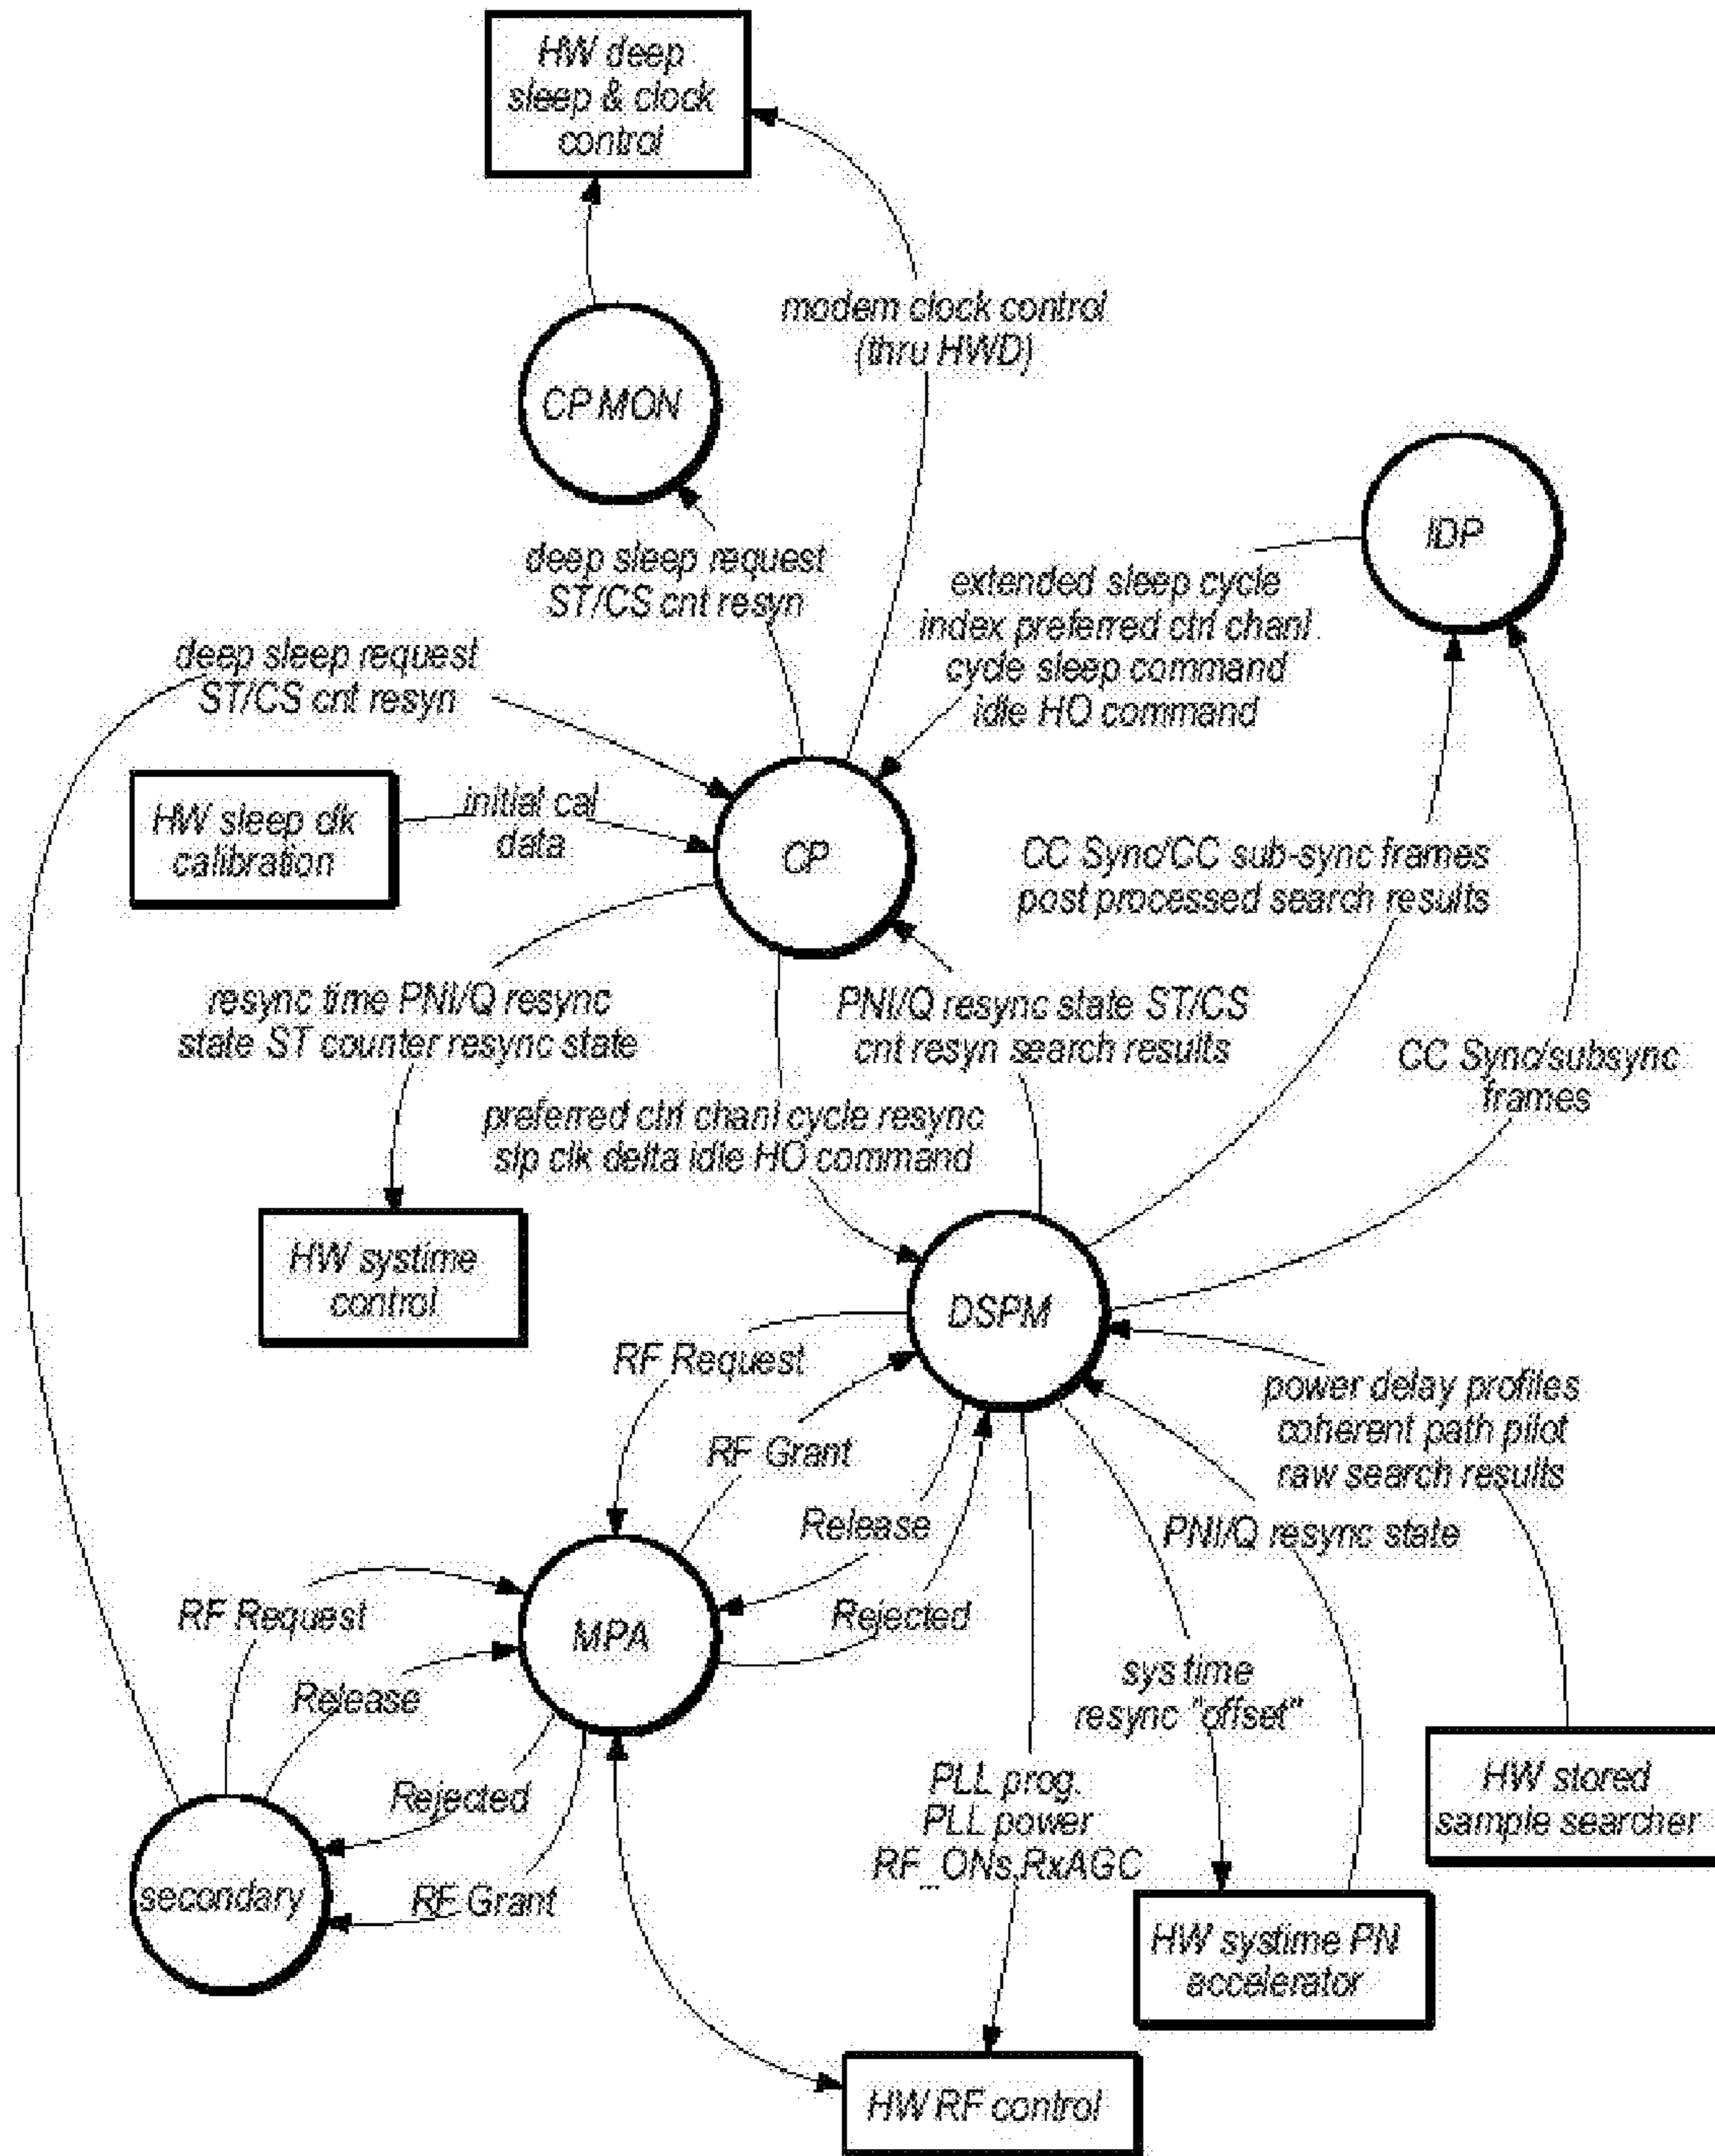 HW deep
sleep & clock
control
modem clock control
(thru HWD)
CP MON
IDP
deep sleep request
ST/CS cnt resyn
extended sleep cycle
index preferred ctrl chanl
cycle sleep command
idle HO command
deep sleep request
ST/CS cnt resyn
HW sleep clk
calibration
initial cal
data
CP
CC Sync/CC sub-sync frames
post processed search results
resync time PNI/Q resync
state ST counter resync state
PNI/Q resync state ST/CS
cnt resyn search results
CC Sync/subsync
frames
preferred ctrl chanl cycle resync
slp clk delta idle HO command
HW systime
control
DSPM
RF Request
RF Grant
power delay profiles
coherent path pilot
raw search results
Release
PNI/Q resync state
RF Request
MPA
Rejected
Release
sys time
resync "offset"
Rejected
PLL prog.
PLL power
RF_ONs,RxAGC
HW stored
sample searcher
secondary
RF Grant
HW systime PN
accelerator
HW RF control